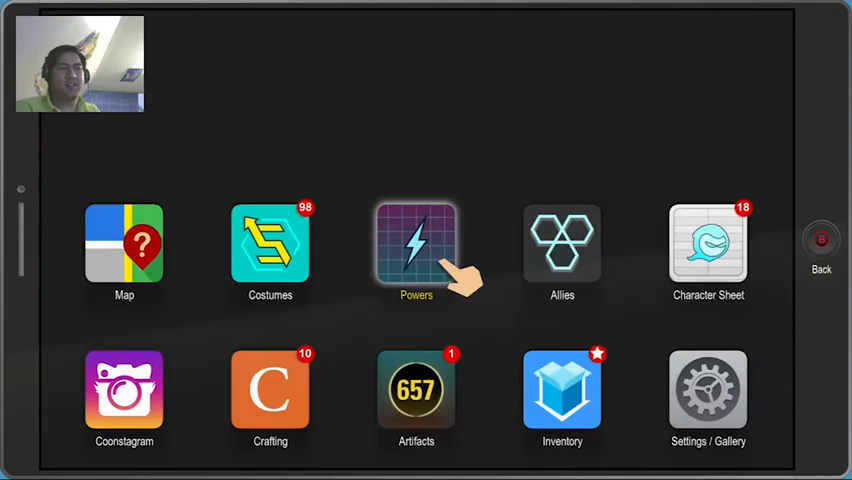 98
18
?
B
Back
Map
Costumes
Powers
Allies
Character Sheet
10
1
C
657
Coonstagram
Crafting
Artifacts
Inventory
Settings / Gallery